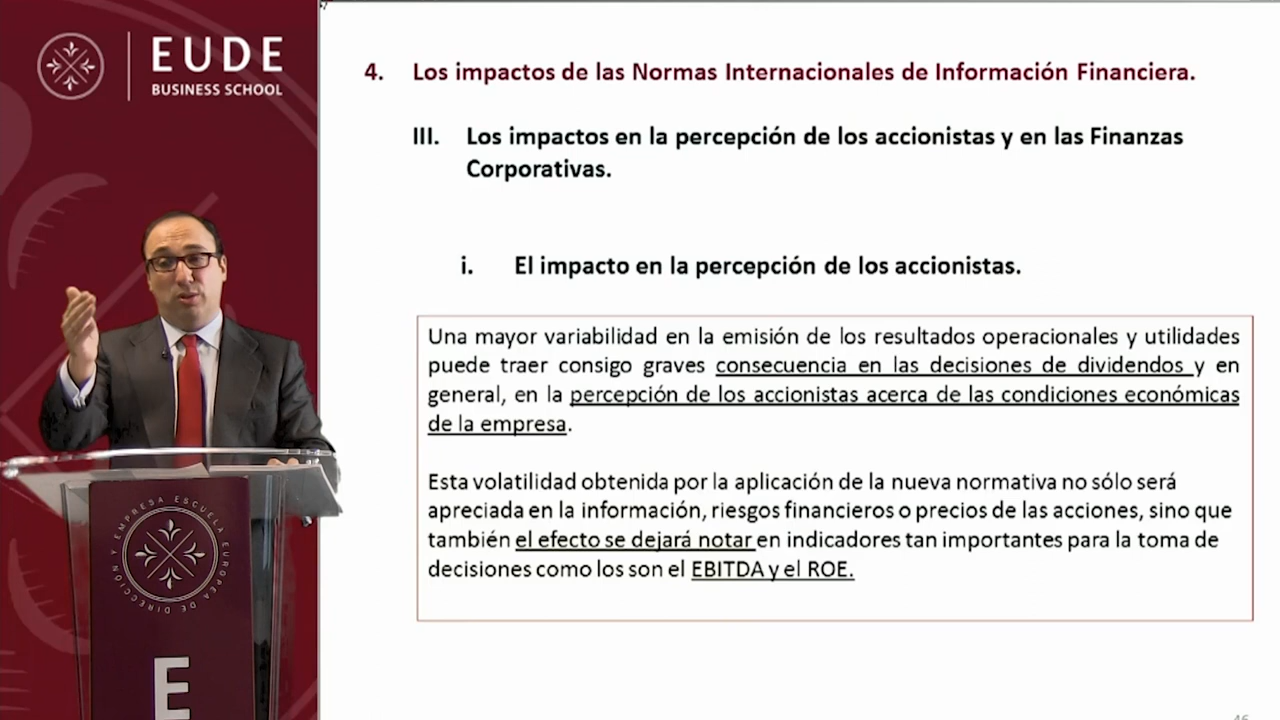 EUDE
BUSINESS SCHOOL
4. Los impactos de las Normas Internacionales de Información Financiera.
III. Los impactos en la percepción de los accionistas y en las Finanzas
Corporativas.
i. El impacto en la percepción de los accionistas.
Una mayor variabilidad en la emisión de los resultados operacionales y utilidades
puede traer consigo graves consecuencia en las decisiones de dividendos y en
general, en la percepción de los accionistas acerca de las condiciones económicas
de la empresa.
Esta volatilidad obtenida por la aplicación de la nueva normativa no sólo será
apreciada en la información, riesgos financieros o precios de las acciones, sino que
también el efecto se dejará notar en indicadores tan importantes para la toma de
decisiones como los son el EBITDA y el ROE.
ESCUELA EUROPEA DE DIRECCIÓN Y EMPRESA
E